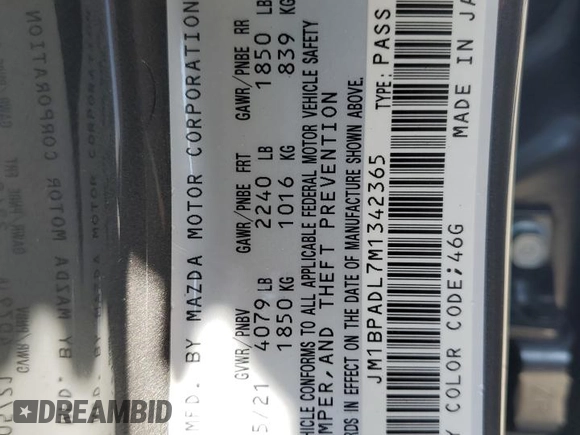 MFD. BY MAZDA MOTOR CORPORATION
5/21
GVWR/PNBV GAWR/PNBE FRT GAWR/PNBE RR
4079 LB 2240 LB 1850 LB
1850 KG 1016 KG 839 KG
HICLE CONFORMS TO ALL APPLICABLE FEDERAL MOTOR VEHICLE SAFETY
MPER, AND THEFT PREVENTION
RDS IN EFFECT ON THE DATE OF MANUFACTURE SHOWN ABOVE.
JM1BPADL7M1342365 TYPE: PASS
Y COLOR CODE;46G MADE IN JA
DREAMBID